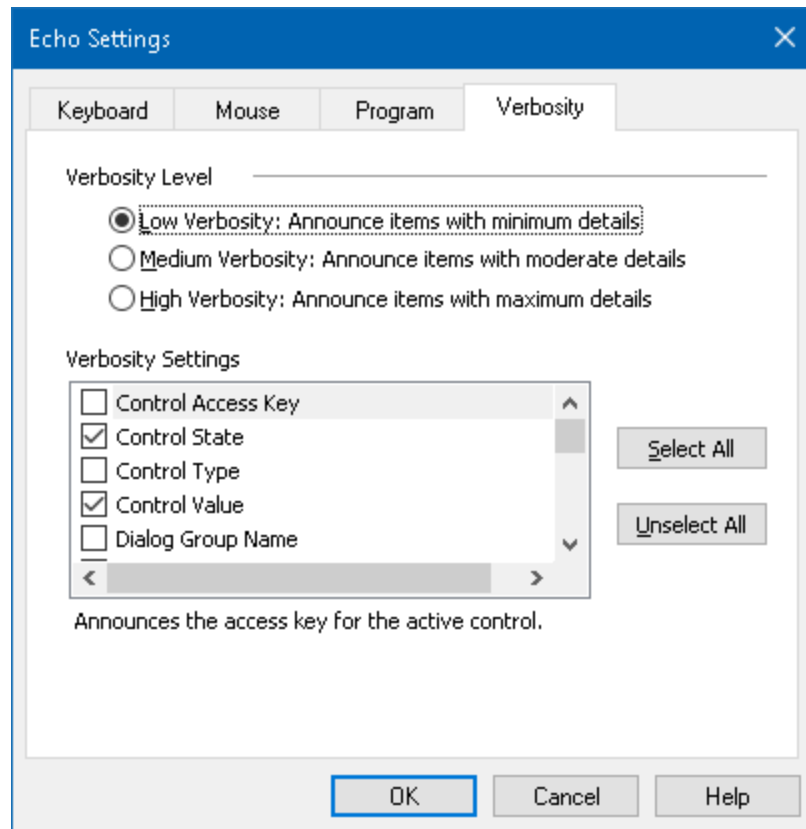 Echo Settings
Keyboard Mouse Program Verbosity
Verbosity Level
Low Verbosity: Announce items with minimum details
Medium Verbosity: Announce items with moderate details
High Verbosity: Announce items with maximum details
Verbosity Settings
Control Access Key
Control State
Control Type
Control Value
Dialog Group Name
Select All
Unselect All
Announces the access key for the active control.
OK Cancel Help